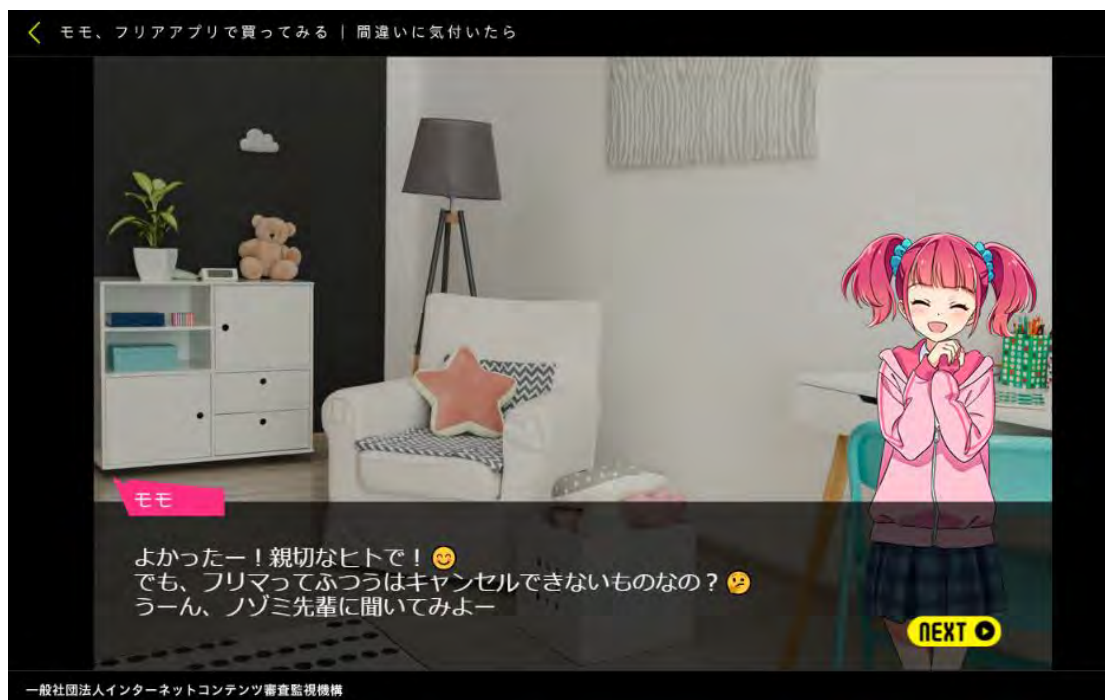 モモ、フリアアプリで買ってみる | 間違いに気付いたら
モモ
よかったー!親切なヒトで!😊
でも、フリマってふつうはキャンセルできないものなの?🤔
うーん、ノゾミ先輩に聞いてみよー
NEXT
一般社団法人インターネットコンテンツ審査監視機構